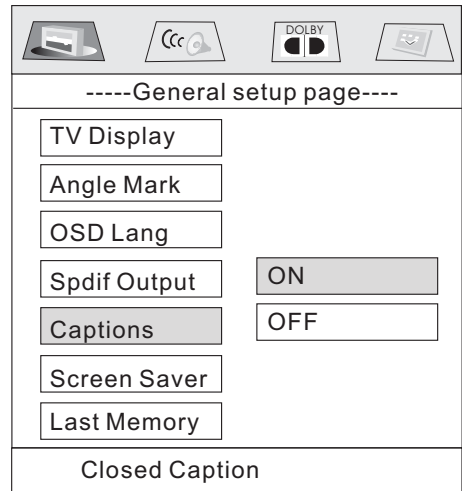 DOLBY
-----General setup page----
TV Display
Angle Mark
OSD Lang
Spdif Output
ON
Captions
OFF
Screen Saver
Last Memory
Closed Caption